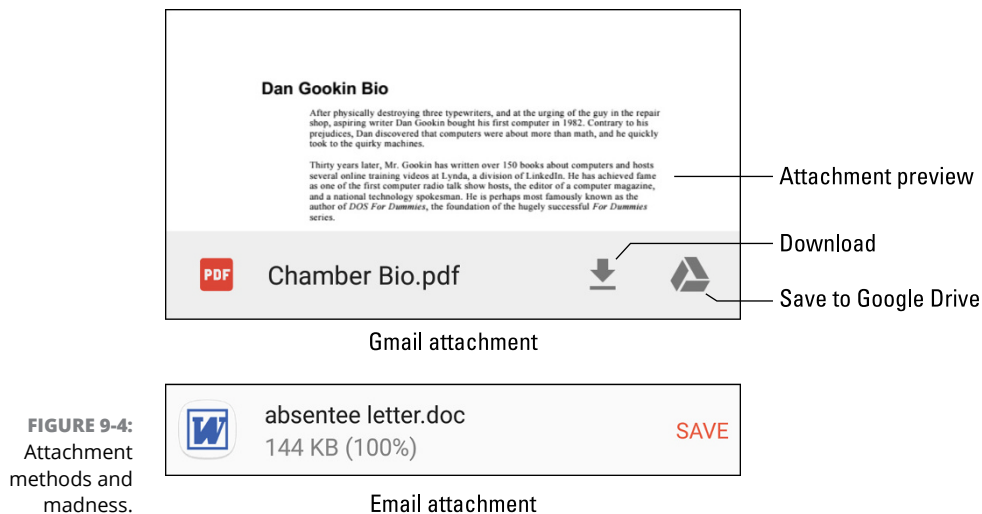 Dan Gookin Bio
After physically destroying three typewriters, and at the urging of the guy in the repair
shop, aspiring writer Dan Gookin bought his first computer in 1982. Contrary to his
prejudices, Dan discovered that computers were about more than math, and he quickly
took to the quirky machines.
Thirty years later, Mr. Gookin has written over 150 books about computers and hosts
several online training videos at Lynda, a division of LinkedIn. He has achieved fame
as one of the first computer radio talk show hosts, the editor of a computer magazine,
and a national technology spokesman. He is perhaps most famously known as the
author of DOS For Dummies, the foundation of the hugely successful For Dummies
series.
Attachment preview
Download
PDF
Chamber Bio.pdf
Save to Google Drive
Gmail attachment
W
absentee letter.doc
144 KB (100%)
SAVE
FIGURE 9-4:
Attachment
methods and
madness.
Email attachment